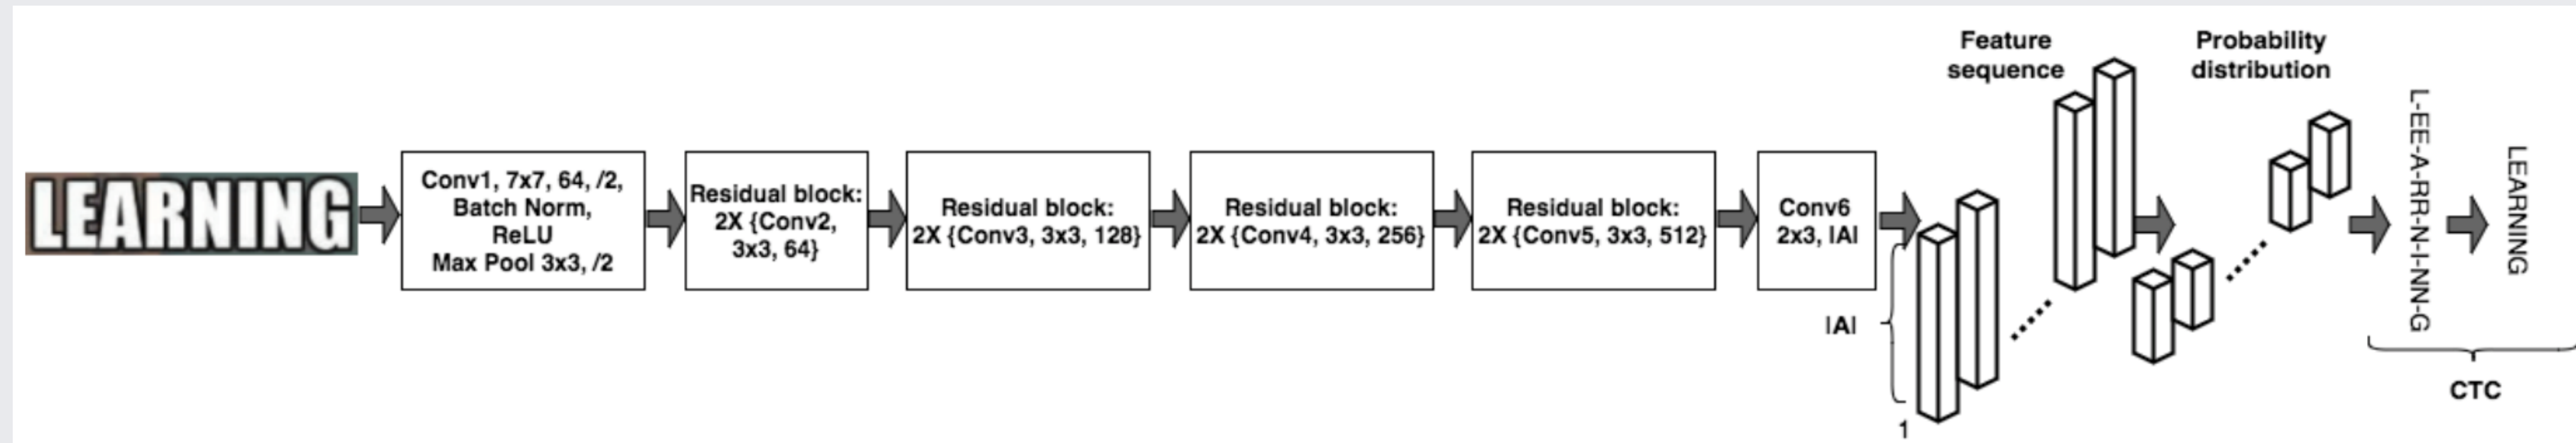 LEARNING
Conv1, 7x7, 64, /2,
Batch Norm,
ReLU
Max Pool 3x3, /2
Residual block:
2X {Conv2,
3x3, 64}
Residual block:
2X {Conv3, 3x3, 128}
Residual block:
2X {Conv4, 3x3, 256}
Residual block:
2X {Conv5, 3x3, 512}
Conv6
2x3, |A|
Feature
sequence
|A|
1
Probability
distribution
L-EE-A-RR-N-I-NN-G
LEARNING
CTC